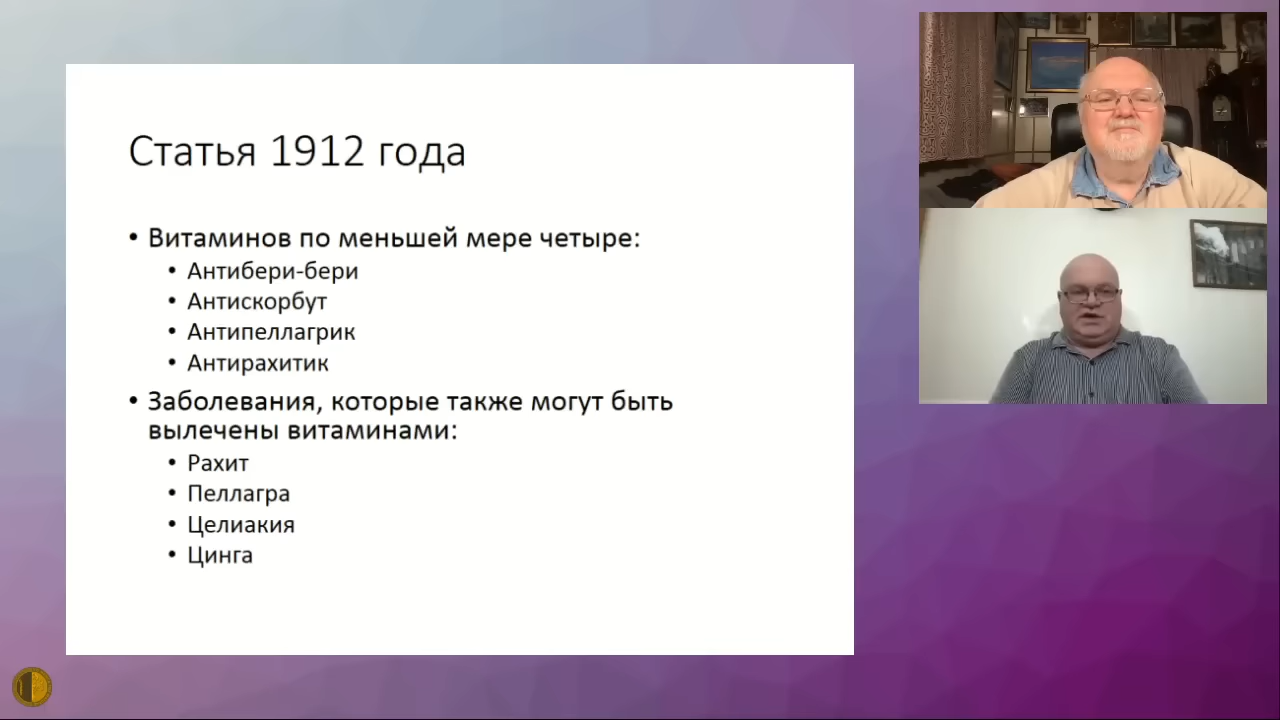 Статья 1912 года
• Витаминов по меньшей мере четыре:
• Антибери-бери
• Антискорбут
• Антипеллагрик
• Антирахитик
• Заболевания, которые также могут быть
вылечены витаминами:
• Рахит
• Пеллагра
• Целиакия
• Цинга